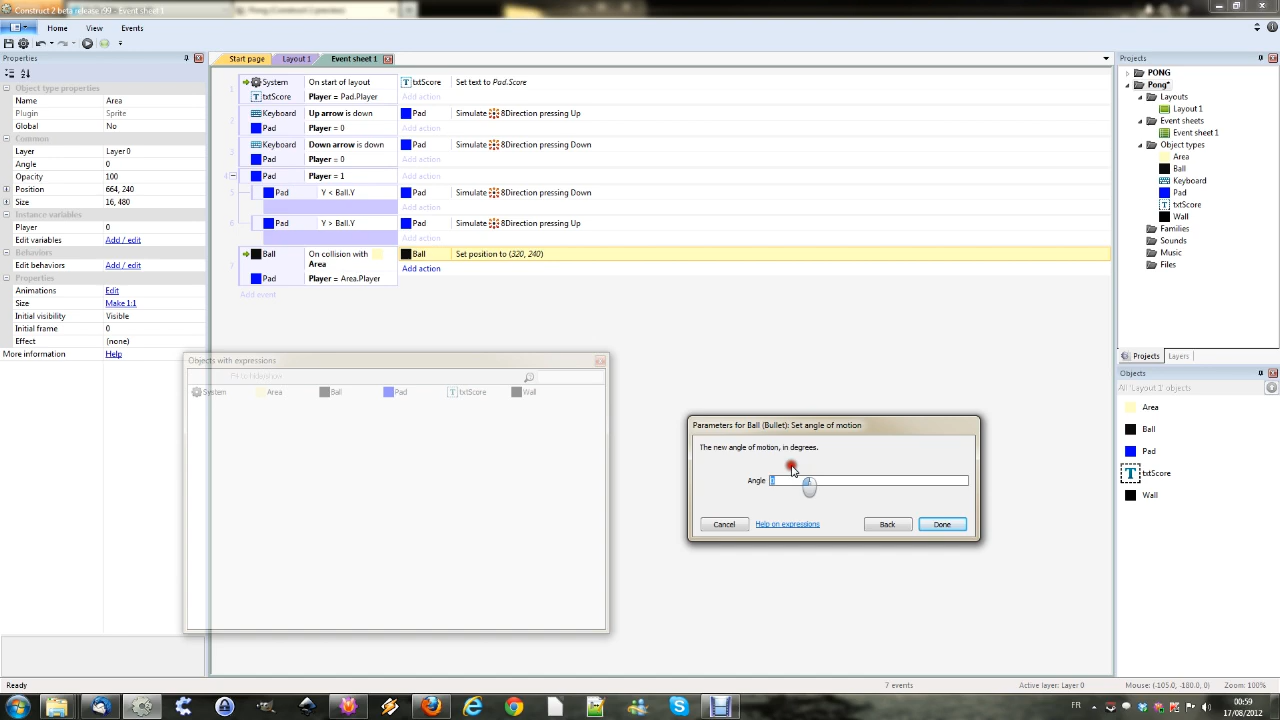 Construct 2 beta release r99 - Event sheet 1
Home View Events
Properties
Start page Layout 1 Event sheet 1
Projects
Object type properties
Name Area
Plugin Sprite
Global No
Common
Layer Layer 0
Angle 0
Opacity 100
Position 664, 240
Size 16, 480
Instance variables
Player 0
Edit variables Add / edit
Behaviors
Edit behaviors Add / edit
Properties
Animations Edit
Size Make 1:1
Initial visibility Visible
Initial frame 0
Effect (none)
More information Help
1 System On start of layout T txtScore Set text to Pad.Score
T txtScore Player = Pad.Player Add action
2 Keyboard Up arrow is down Pad Simulate 8Direction pressing Up
Pad Player = 0 Add action
3 Keyboard Down arrow is down Pad Simulate 8Direction pressing Down
Pad Player = 0 Add action
4 Pad Player = 1 Add action
5 Pad Y < Ball.Y Pad Simulate 8Direction pressing Down
Add action
6 Pad Y > Ball.Y Pad Simulate 8Direction pressing Up
Add action
7 Ball On collision with Area Ball Set position to (320, 240)
Pad Player = Area.Player Add action
Add event
PONG
Pong*
Layouts
Layout 1
Event sheets
Event sheet 1
Object types
Area
Ball
Keyboard
Pad
T txtScore
Wall
Families
Sounds
Music
Files
Projects Layers
Objects
All 'Layout 1' objects
Area
Ball
Pad
T txtScore
Wall
Objects with expressions
System Area Ball Pad T txtScore Wall
Parameters for Ball (Bullet): Set angle of motion
The new angle of motion, in degrees.
Angle
Cancel Help on expressions Back Done
Ready 7 events Active layer: Layer 0 Mouse: (-105.0, -180.0, 0) Zoom: 100%
FR 00:59
17/08/2012